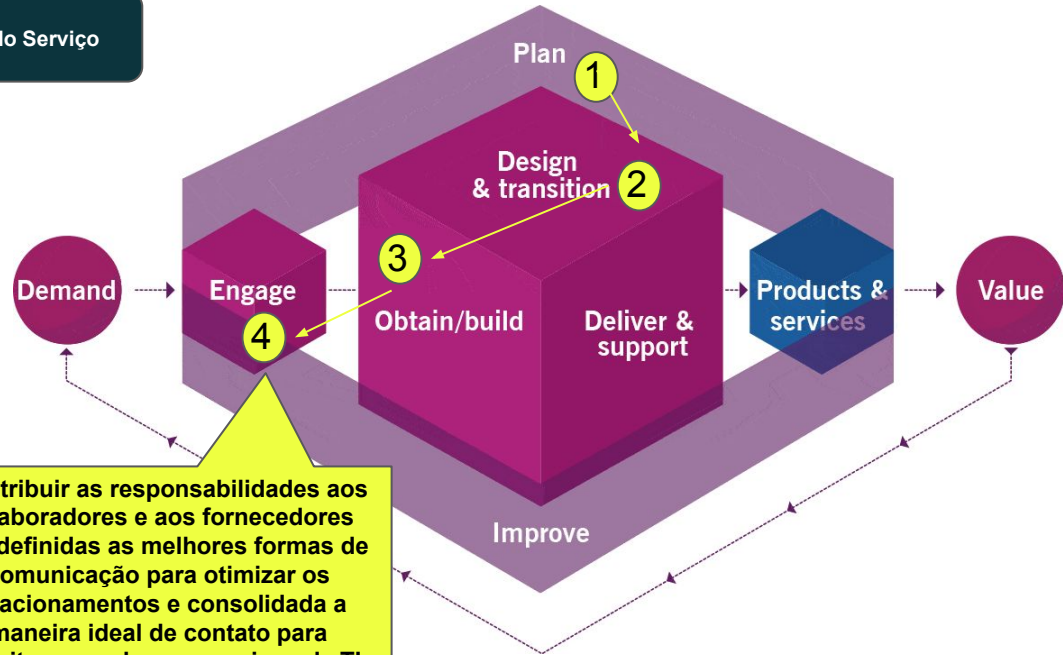 do Serviço
Plan
1
Design
& transition
2
3
Demand
Engage
4
Obtain/build
Deliver &
support
Products &
services
Value
Improve
tribuir as responsabilidades aos
aboradores e aos fornecedores
definidas as melhores formas de
omunicação para otimizar os
acionamentos e consolidada a
maneira ideal de contato para